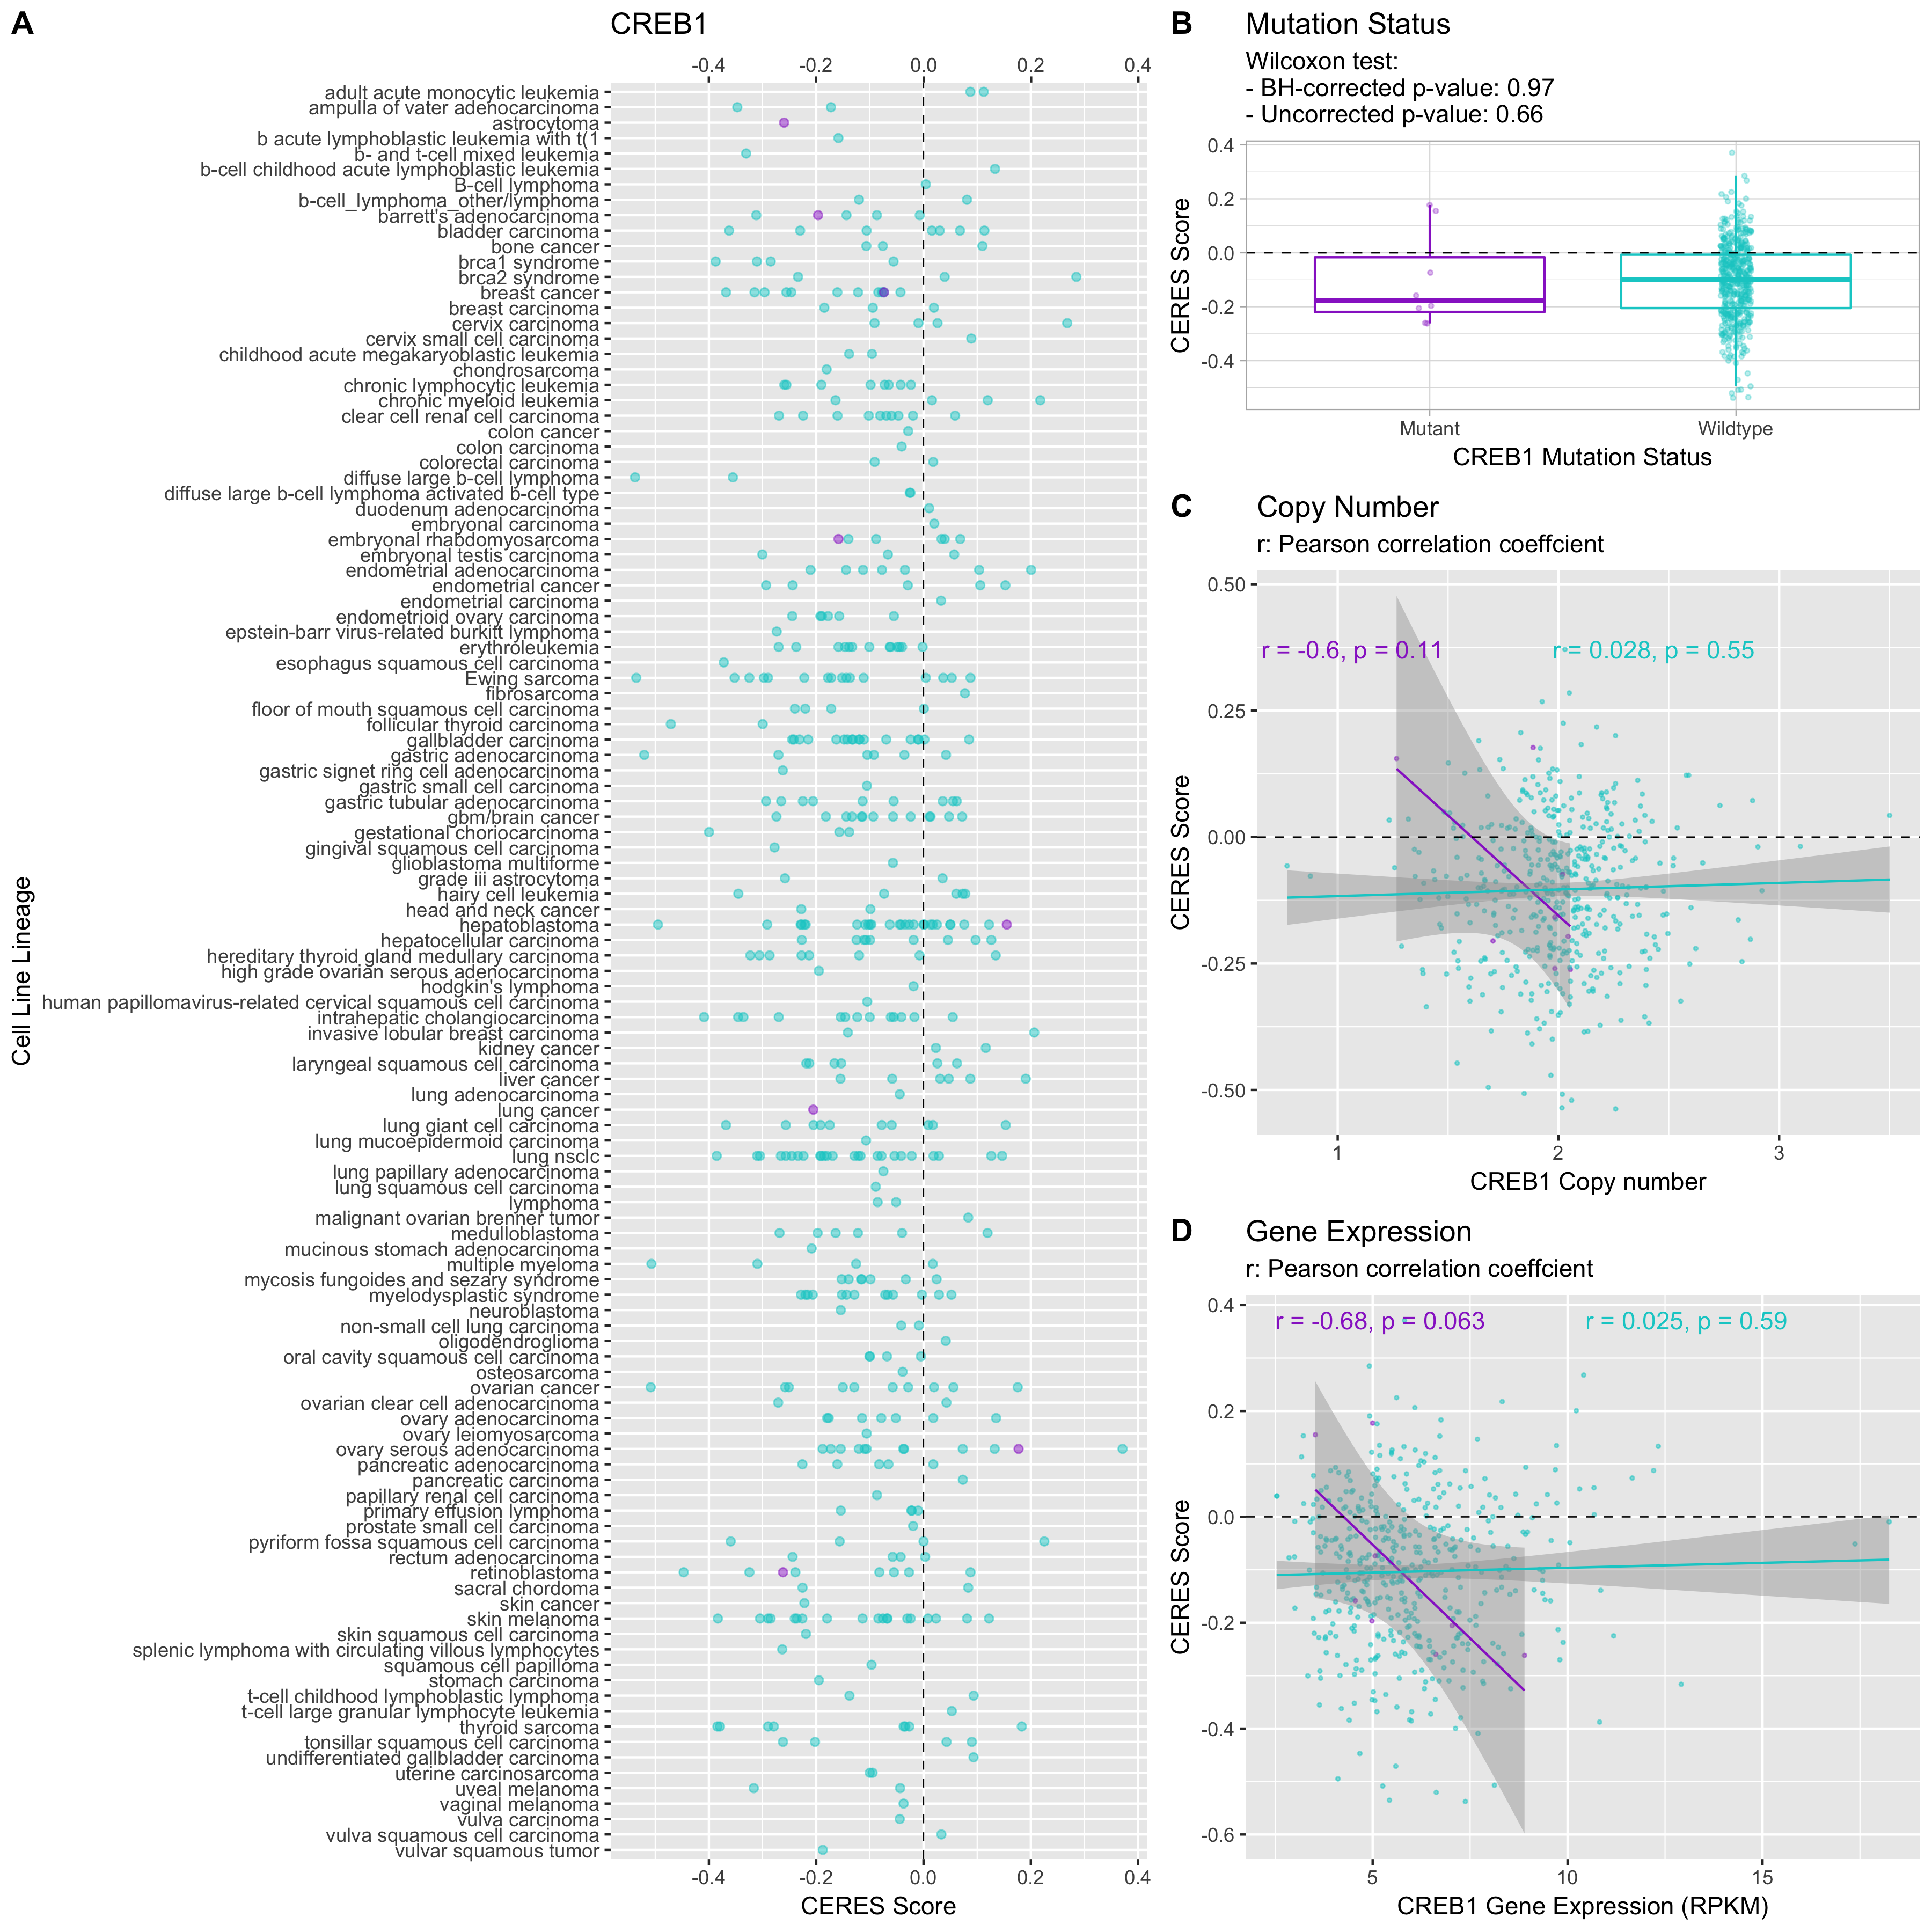 A
CREB1
-0.4 -0.2 0.0 0.2 0.4
adult acute monocytic leukemia
ampulla of vater adenocarcinoma
astrocytoma
b acute lymphoblastic leukemia with t(1
b- and t-cell mixed leukemia
b-cell childhood acute lymphoblastic leukemia
B-cell lymphoma
b-cell_lymphoma_other/lymphoma
barrett's adenocarcinoma
bladder carcinoma
bone cancer
brca1 syndrome
brca2 syndrome
breast cancer
breast carcinoma
cervix carcinoma
cervix small cell carcinoma
childhood acute megakaryoblastic leukemia
chondrosarcoma
chronic lymphocytic leukemia
chronic myeloid leukemia
clear cell renal cell carcinoma
colon cancer
colon carcinoma
colorectal carcinoma
diffuse large b-cell lymphoma
diffuse large b-cell lymphoma activated b-cell type
duodenum adenocarcinoma
embryonal carcinoma
embryonal rhabdomyosarcoma
embryonal testis carcinoma
endometrial adenocarcinoma
endometrial cancer
endometrial carcinoma
endometrioid ovary carcinoma
epstein-barr virus-related burkitt lymphoma
erythroleukemia
esophagus squamous cell carcinoma
Ewing sarcoma
fibrosarcoma
floor of mouth squamous cell carcinoma
follicular thyroid carcinoma
gallbladder carcinoma
gastric adenocarcinoma
gastric signet ring cell adenocarcinoma
gastric small cell carcinoma
gastric tubular adenocarcinoma
gbm/brain cancer
gestational choriocarcinoma
gingival squamous cell carcinoma
glioblastoma multiforme
grade iii astrocytoma
hairy cell leukemia
head and neck cancer
hepatoblastoma
hepatocellular carcinoma
hereditary thyroid gland medullary carcinoma
high grade ovarian serous adenocarcinoma
hodgkin's lymphoma
human papillomavirus-related cervical squamous cell carcinoma
intrahepatic cholangiocarcinoma
invasive lobular breast carcinoma
kidney cancer
laryngeal squamous cell carcinoma
liver cancer
lung adenocarcinoma
lung cancer
lung giant cell carcinoma
lung mucoepidermoid carcinoma
lung nsclc
lung papillary adenocarcinoma
lung squamous cell carcinoma
lymphoma
malignant ovarian brenner tumor
medulloblastoma
mucinous stomach adenocarcinoma
multiple myeloma
mycosis fungoides and sezary syndrome
myelodysplastic syndrome
neuroblastoma
non-small cell lung carcinoma
oligodendroglioma
oral cavity squamous cell carcinoma
osteosarcoma
ovarian cancer
ovarian clear cell adenocarcinoma
ovary adenocarcinoma
ovary leiomyosarcoma
ovary serous adenocarcinoma
pancreatic adenocarcinoma
pancreatic carcinoma
papillary renal cell carcinoma
primary effusion lymphoma
prostate small cell carcinoma
pyriform fossa squamous cell carcinoma
rectum adenocarcinoma
retinoblastoma
sacral chordoma
skin cancer
skin melanoma
skin squamous cell carcinoma
splenic lymphoma with circulating villous lymphocytes
squamous cell papilloma
stomach carcinoma
t-cell childhood lymphoblastic lymphoma
t-cell large granular lymphocyte leukemia
thyroid sarcoma
tonsillar squamous cell carcinoma
undifferentiated gallbladder carcinoma
uterine carcinosarcoma
uveal melanoma
vaginal melanoma
vulva carcinoma
vulva squamous cell carcinoma
vulvar squamous tumor
-0.4 -0.2 0.0 0.2 0.4
CERES Score
Cell Line Lineage
B
Mutation Status
Wilcoxon test:
- BH-corrected p-value: 0.97
- Uncorrected p-value: 0.66
0.4
0.2
0.0
-0.2
-0.4
CERES Score
Mutant Wildtype
CREB1 Mutation Status
C
Copy Number
r: Pearson correlation coeffcient
r = -0.6, p = 0.11 r = 0.028, p = 0.55
0.50
0.25
0.00
-0.25
-0.50
CERES Score
1 2 3
CREB1 Copy number
D
Gene Expression
r: Pearson correlation coeffcient
r = -0.68, p = 0.063 r = 0.025, p = 0.59
0.4
0.2
0.0
-0.2
-0.4
-0.6
CERES Score
5 10 15
CREB1 Gene Expression (RPKM)